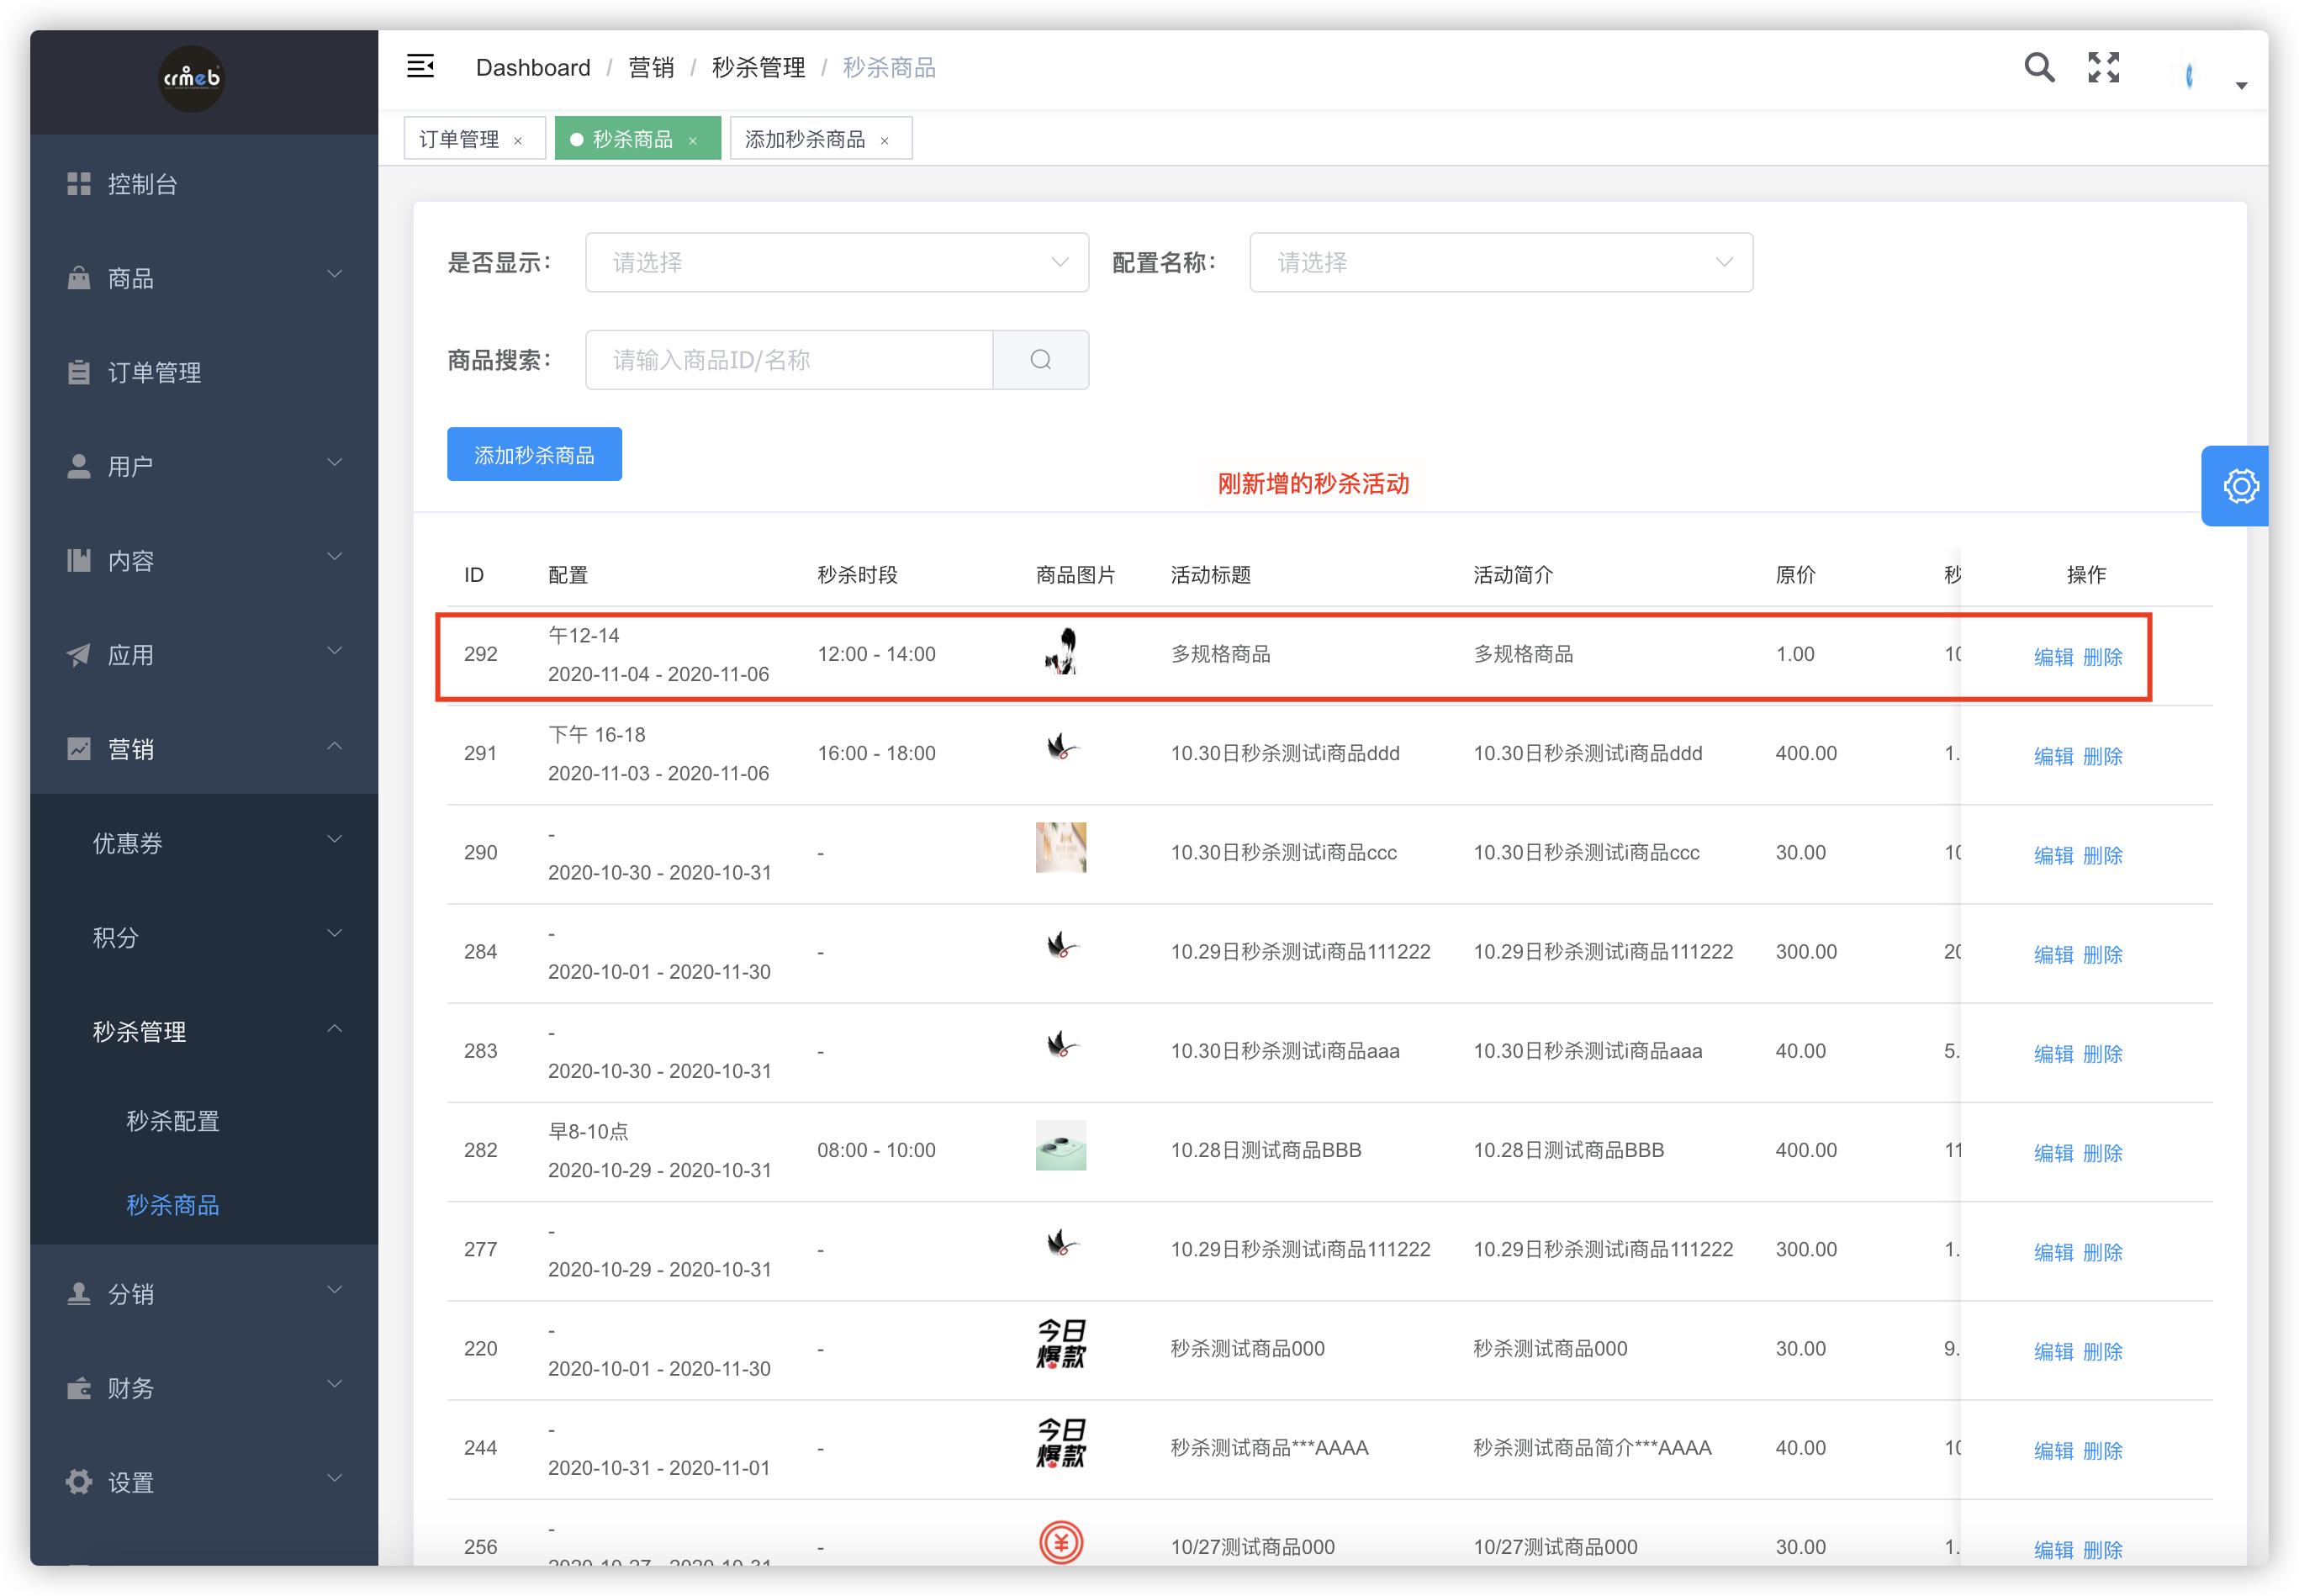 crmeb
Dashboard / 营销 / 秒杀管理 / 秒杀商品
订单管理 ×
秒杀商品 ×
添加秒杀商品 ×
控制台
商品
订单管理
用户
内容
应用
营销
优惠券
积分
秒杀管理
秒杀配置
秒杀商品
分销
财务
设置
是否显示： 请选择 配置名称： 请选择
商品搜索： 请输入商品ID/名称
添加秒杀商品
刚新增的秒杀活动
ID 配置 秒杀时段 商品图片 活动标题 活动简介 原价 秒 操作
午12-14
292 12:00 - 14:00 多规格商品 多规格商品 1.00 10 编辑 删除
2020-11-04 - 2020-11-06
下午 16-18
291 16:00 - 18:00 10.30日秒杀测试i商品ddd 10.30日秒杀测试i商品ddd 400.00 1. 编辑 删除
2020-11-03 - 2020-11-06
-
290 - 10.30日秒杀测试i商品ccc 10.30日秒杀测试i商品ccc 30.00 10 编辑 删除
2020-10-30 - 2020-10-31
-
284 - 10.29日秒杀测试i商品111222 10.29日秒杀测试i商品111222 300.00 20 编辑 删除
2020-10-01 - 2020-11-30
-
283 - 10.30日秒杀测试i商品aaa 10.30日秒杀测试i商品aaa 40.00 5. 编辑 删除
2020-10-30 - 2020-10-31
早8-10点
282 08:00 - 10:00 10.28日测试商品BBB 10.28日测试商品BBB 400.00 11 编辑 删除
2020-10-29 - 2020-10-31
-
277 - 10.29日秒杀测试i商品111222 10.29日秒杀测试i商品111222 300.00 1. 编辑 删除
2020-10-29 - 2020-10-31
-
220 - 今日爆款 秒杀测试商品000 秒杀测试商品000 30.00 9. 编辑 删除
2020-10-01 - 2020-11-30
-
244 - 今日爆款 秒杀测试商品***AAAA 秒杀测试商品简介***AAAA 40.00 10 编辑 删除
2020-10-31 - 2020-11-01
-
256 - ¥ 10/27测试商品000 10/27测试商品000 30.00 1. 编辑 删除
2020-10-27 - 2020-10-31